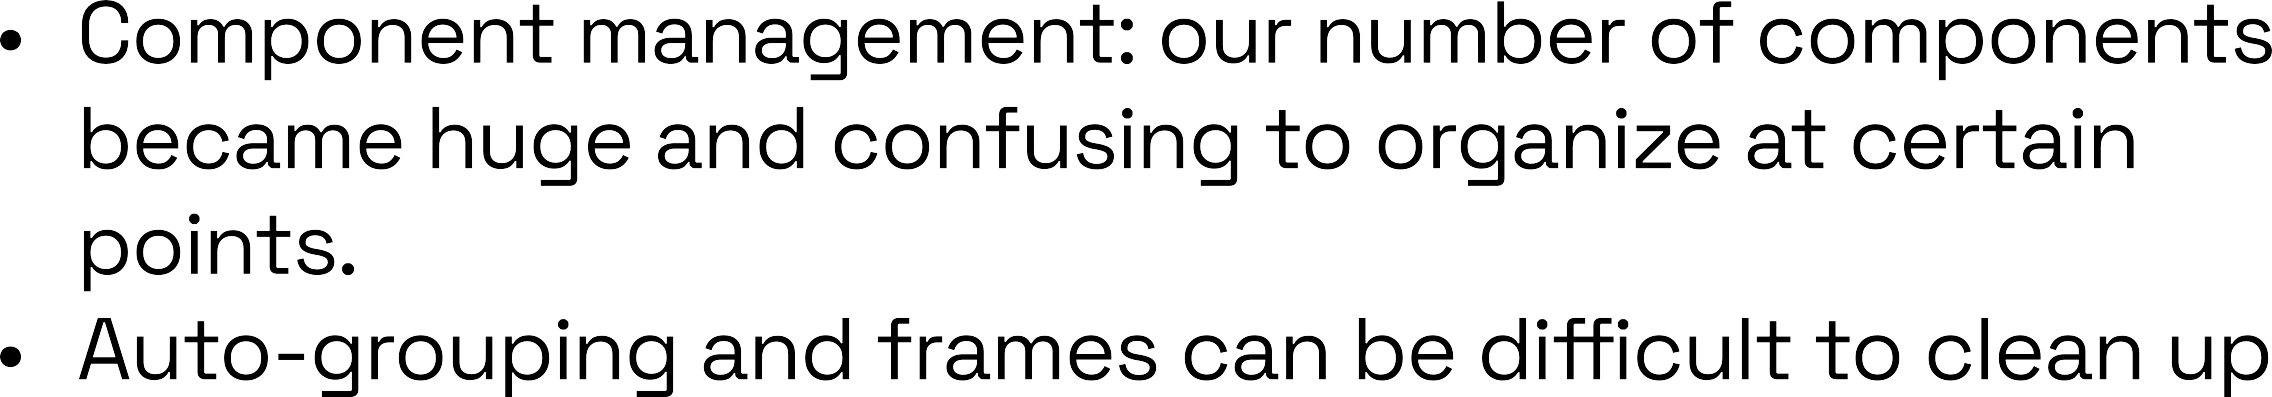 • Component management: our number of components
became huge and confusing to organize at certain
points.
• Auto-grouping and frames can be difficult to clean up